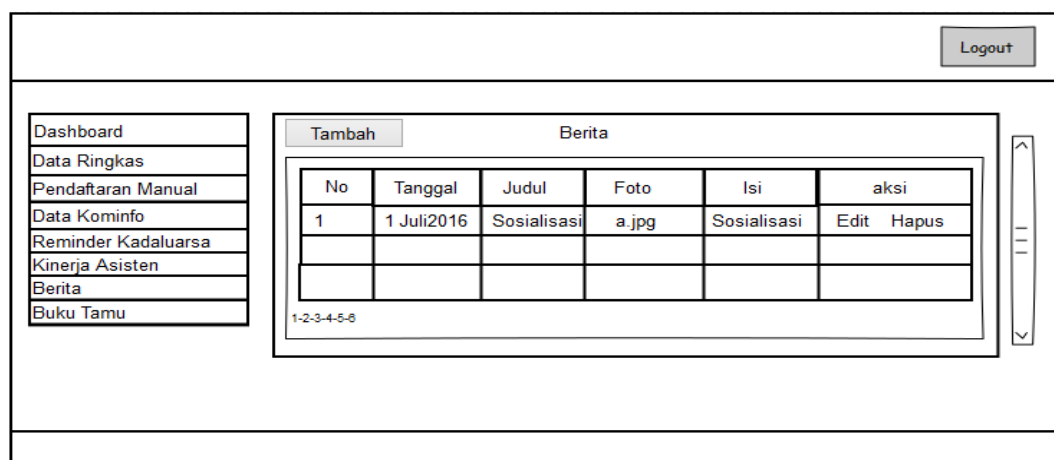 Logout
Dashboard
Data Ringkas
Pendaftaran Manual
Data Kominfo
Reminder Kadaluarsa
Kinerja Asisten
Berita
Buku Tamu
Tambah Berita
No Tanggal Judul Foto Isi aksi
1 1 Juli2016 Sosialisasi a.jpg Sosialisasi Edit Hapus
1-2-3-4-5-6